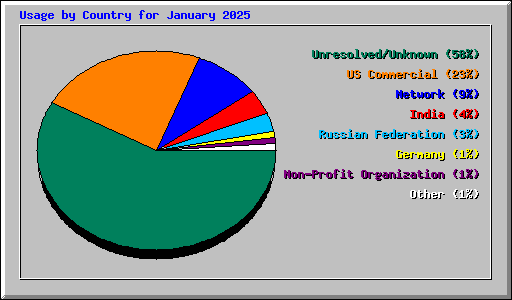 Usage by Country for January 2025
Unresolved/Unknown (58%)
US Commercial (23%)
Network (9%)
India (4%)
Russian Federation (3%)
Germany (1%)
Non-Profit Organization (1%)
Other (1%)